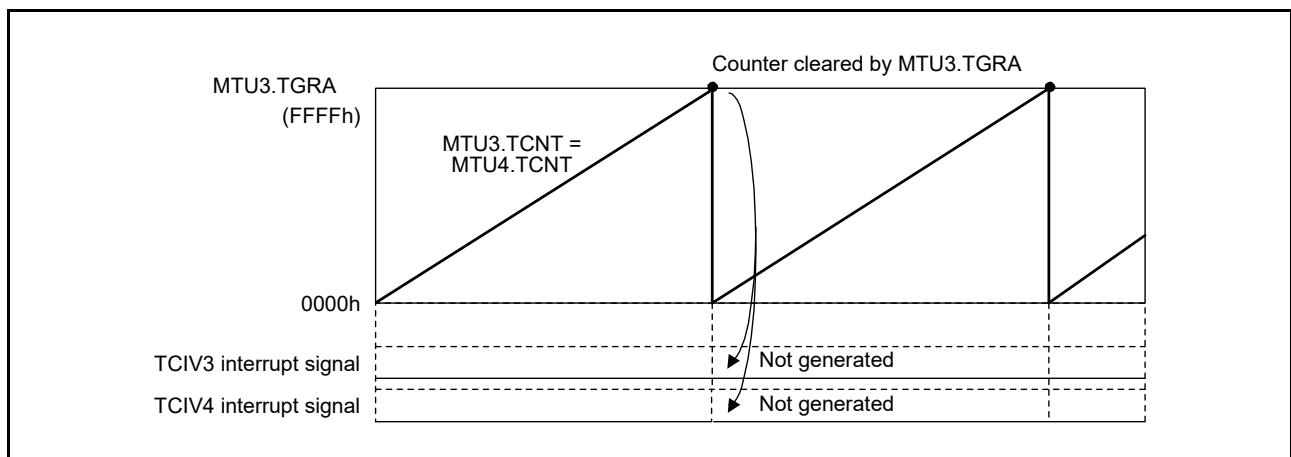 Counter cleared by MTU3.TGRA
MTU3.TGRA
(FFFFh)
MTU3.TCNT =
MTU4.TCNT
0000h
TCIV3 interrupt signal
Not generated
TCIV4 interrupt signal
Not generated